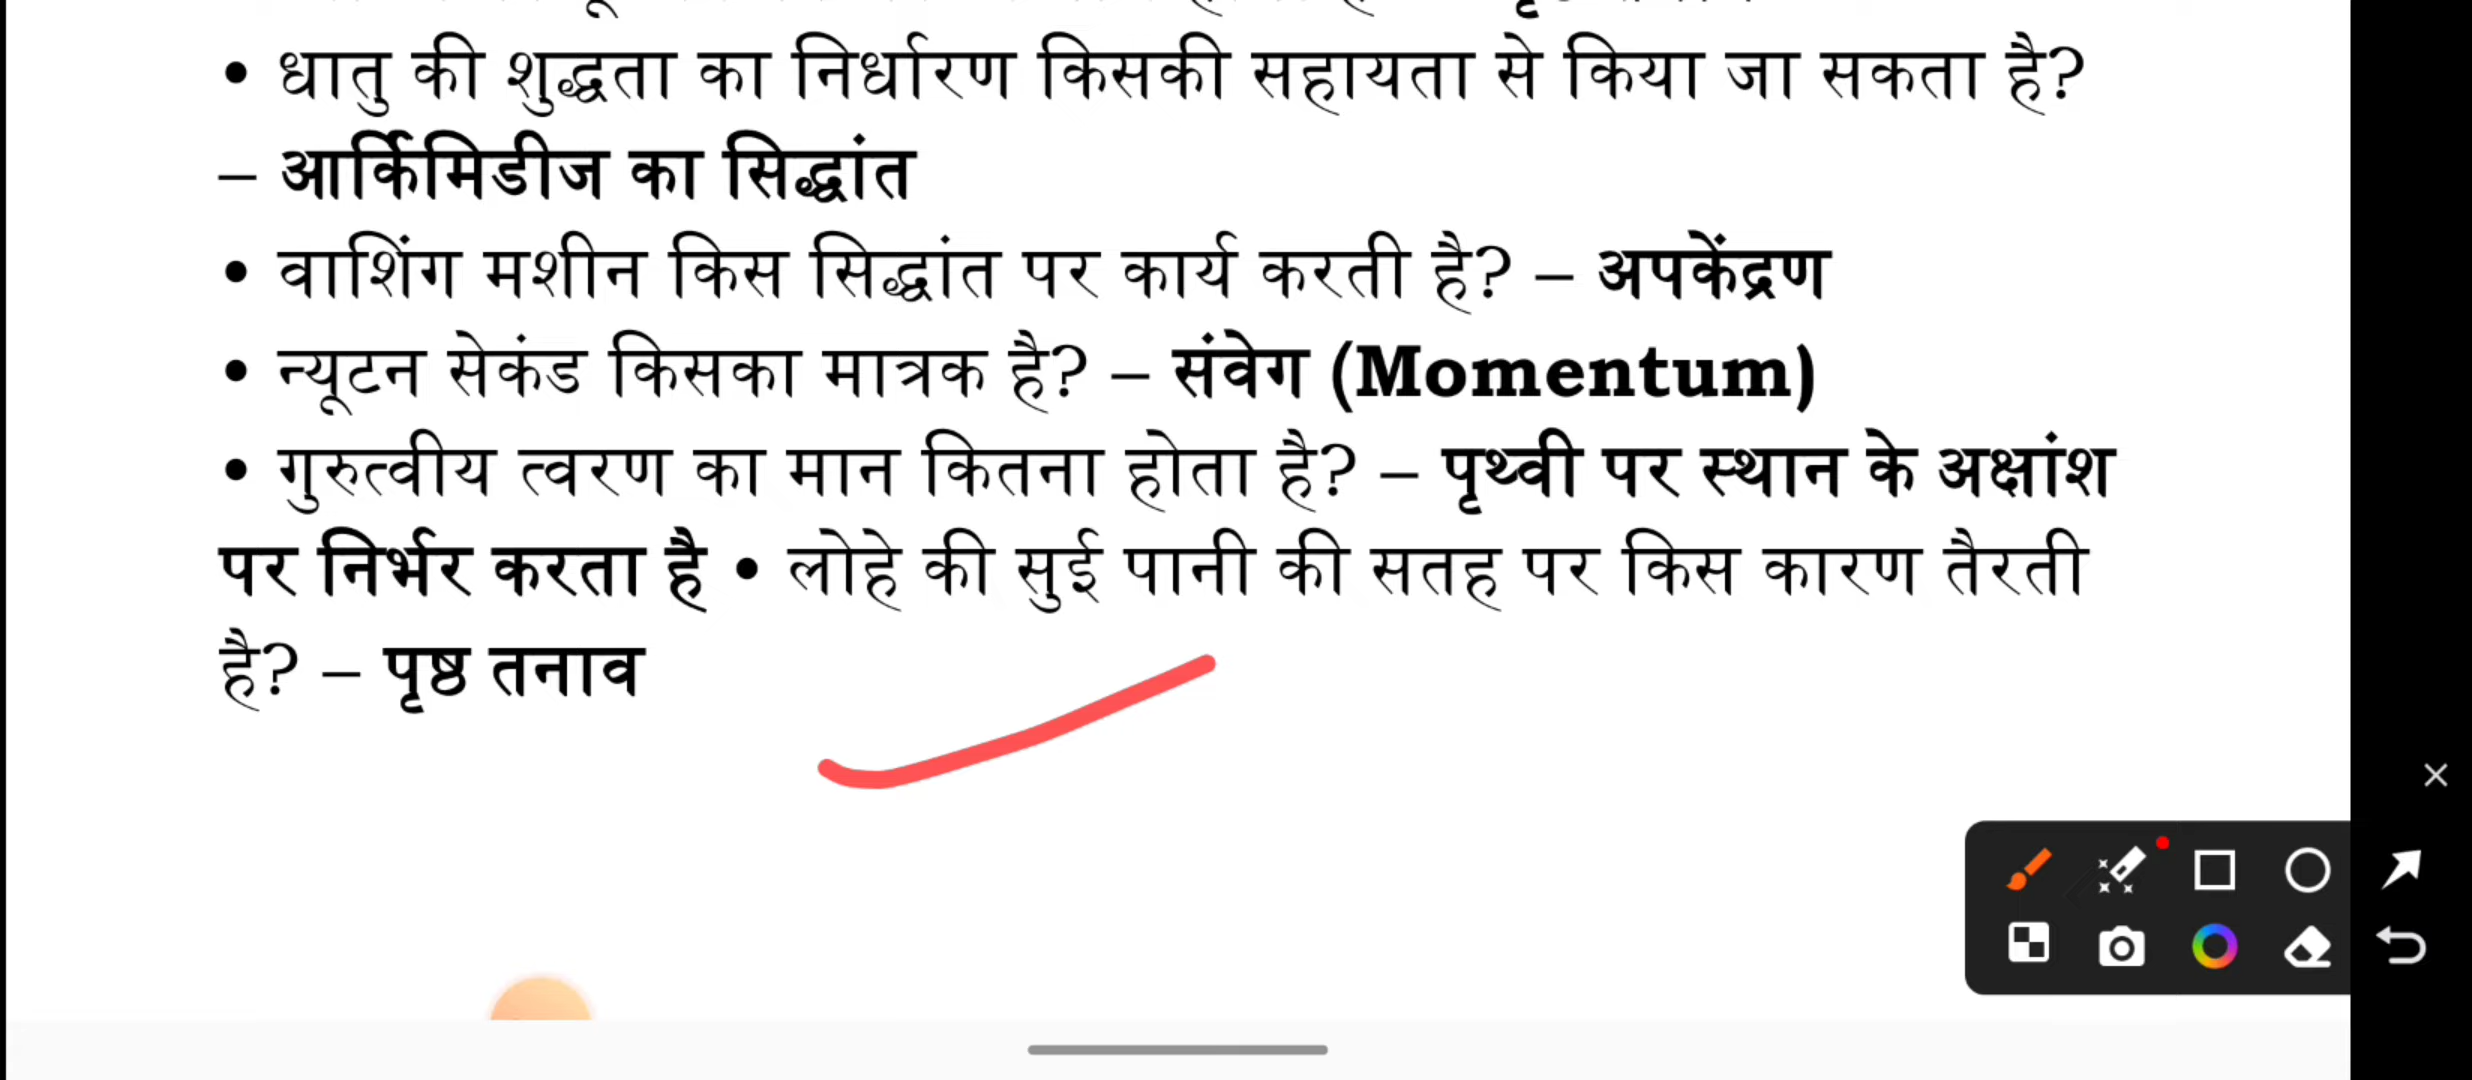 • धातु की शुद्धता का निर्धारण किसकी सहायता से किया जा सकता है?
– आर्किमिडीज का सिद्धांत
• वाशिंग मशीन किस सिद्धांत पर कार्य करती है? – अपकेंद्रण
• न्यूटन सेकंड किसका मात्रक है? – संवेग (Momentum)
• गुरुत्वीय त्वरण का मान कितना होता है? – पृथ्वी पर स्थान के अक्षांश
पर निर्भर करता है • लोहे की सुई पानी की सतह पर किस कारण तैरती
है? – पृष्ठ तनाव